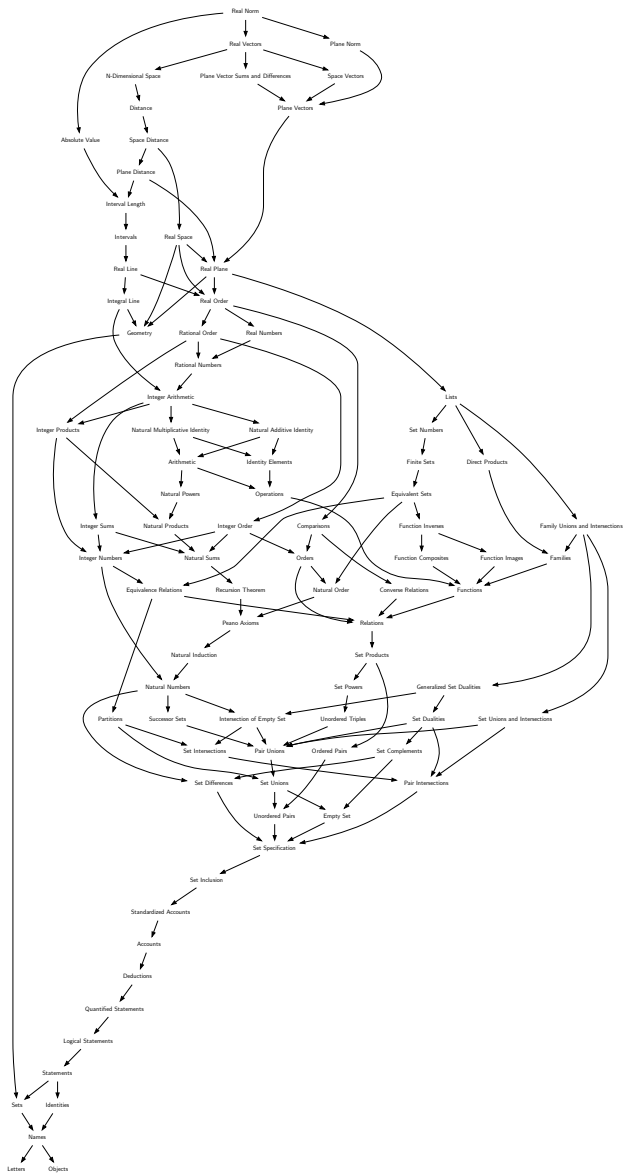 Real Norm
Real Vectors
Plane Norm
N-Dimensional Space
Plane Vector Sums and Differences
Space Vectors
Distance
Plane Vectors
Absolute Value
Space Distance
Plane Distance
Interval Length
Intervals
Real Space
Real Line
Real Plane
Integral Line
Real Order
Geometry
Rational Order
Real Numbers
Rational Numbers
Integer Arithmetic
Lists
Integer Products
Natural Multiplicative Identity
Natural Additive Identity
Set Numbers
Arithmetic
Identity Elements
Finite Sets
Direct Products
Natural Powers
Operations
Equivalent Sets
Integer Sums
Natural Products
Integer Order
Comparisons
Function Inverses
Family Unions and Intersections
Integer Numbers
Natural Sums
Orders
Function Composites
Function Images
Families
Equivalence Relations
Recursion Theorem
Natural Order
Converse Relations
Functions
Peano Axioms
Relations
Natural Induction
Set Products
Natural Numbers
Set Powers
Generalized Set Dualities
Partitions
Successor Sets
Intersection of Empty Set
Unordered Triples
Set Dualities
Set Unions and Intersections
Set Intersections
Pair Unions
Ordered Pairs
Set Complements
Set Differences
Set Unions
Pair Intersections
Unordered Pairs
Empty Set
Set Specification
Set Inclusion
Standardized Accounts
Accounts
Deductions
Quantified Statements
Logical Statements
Statements
Sets
Identities
Names
Letters
Objects